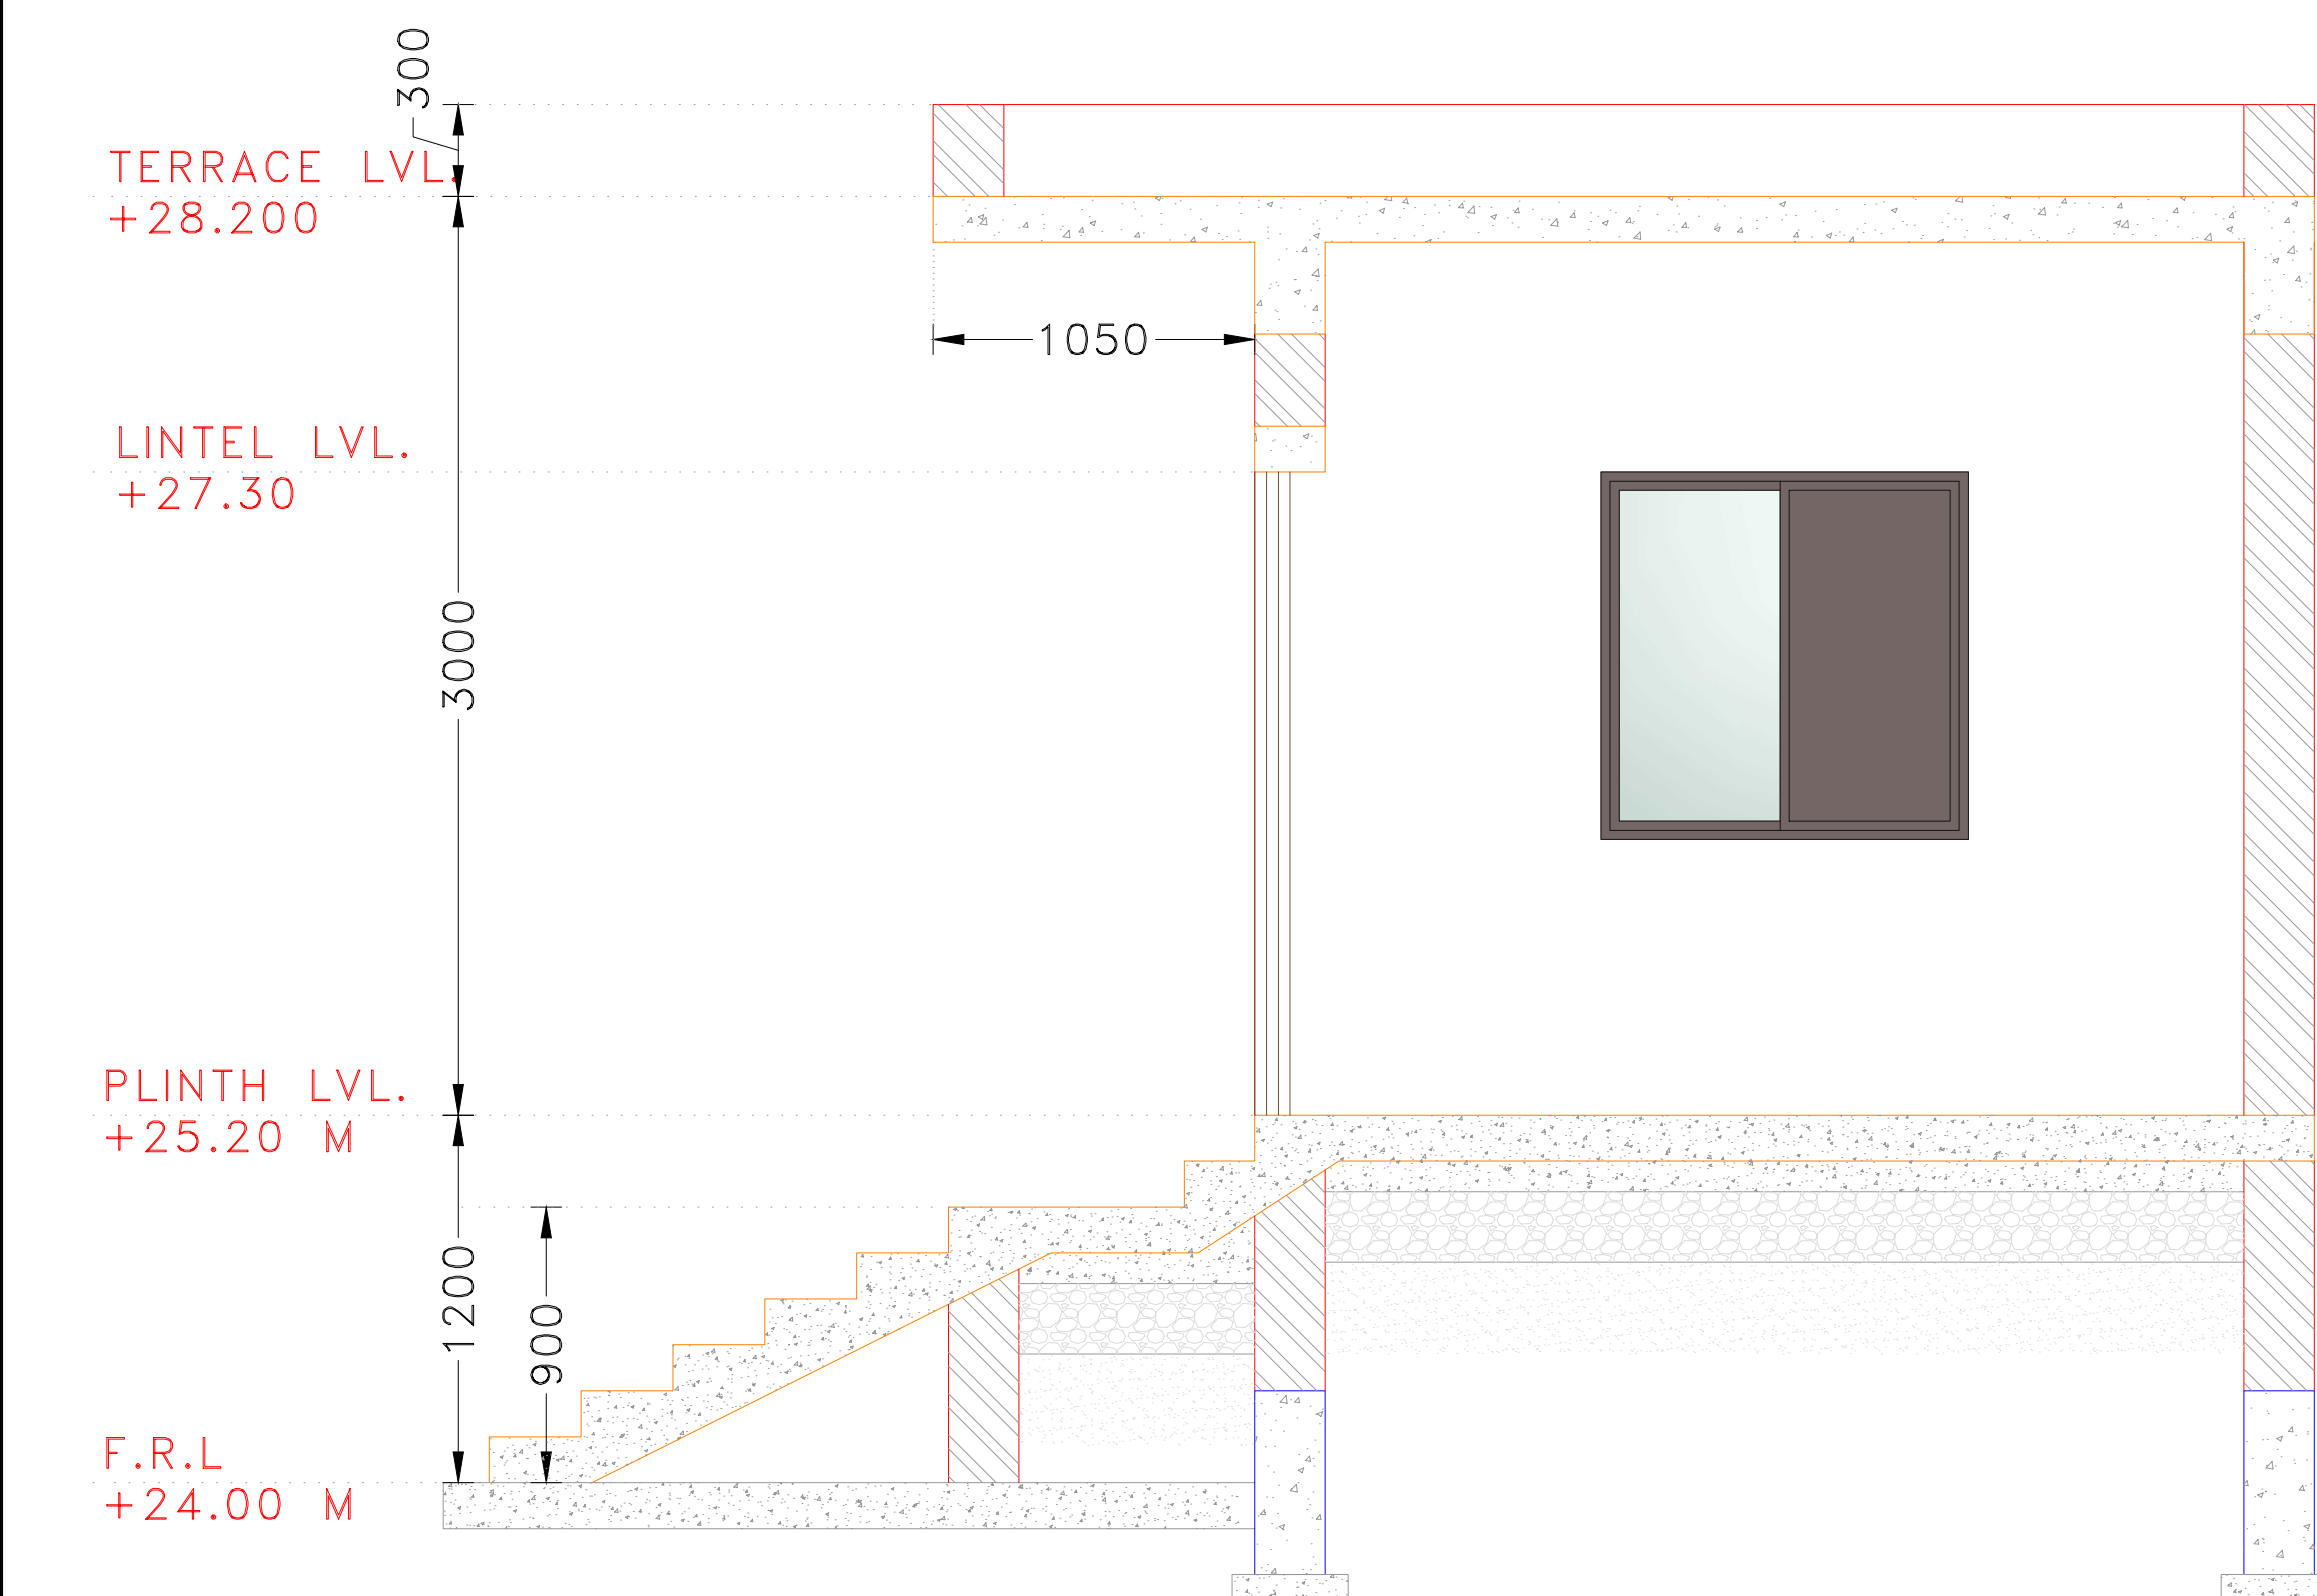 300
TERRACE LVL.
+28.200
1050
LINTEL LVL.
+27.30
3000
PLINTH LVL.
+25.20 M
1200
900
F.R.L
+24.00 M